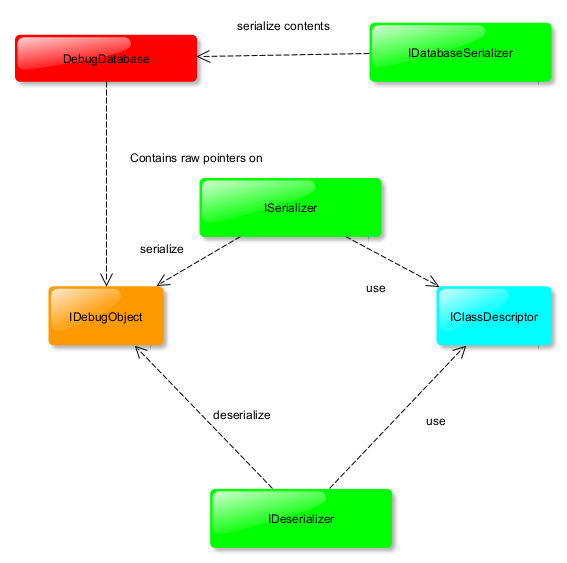 serialize contents
DebugDatabase
IDatabaseSerializer
Contains raw pointers on
ISerializer
serialize
use
IDebugObject
IClassDescriptor
deserialize
use
IDeserializer